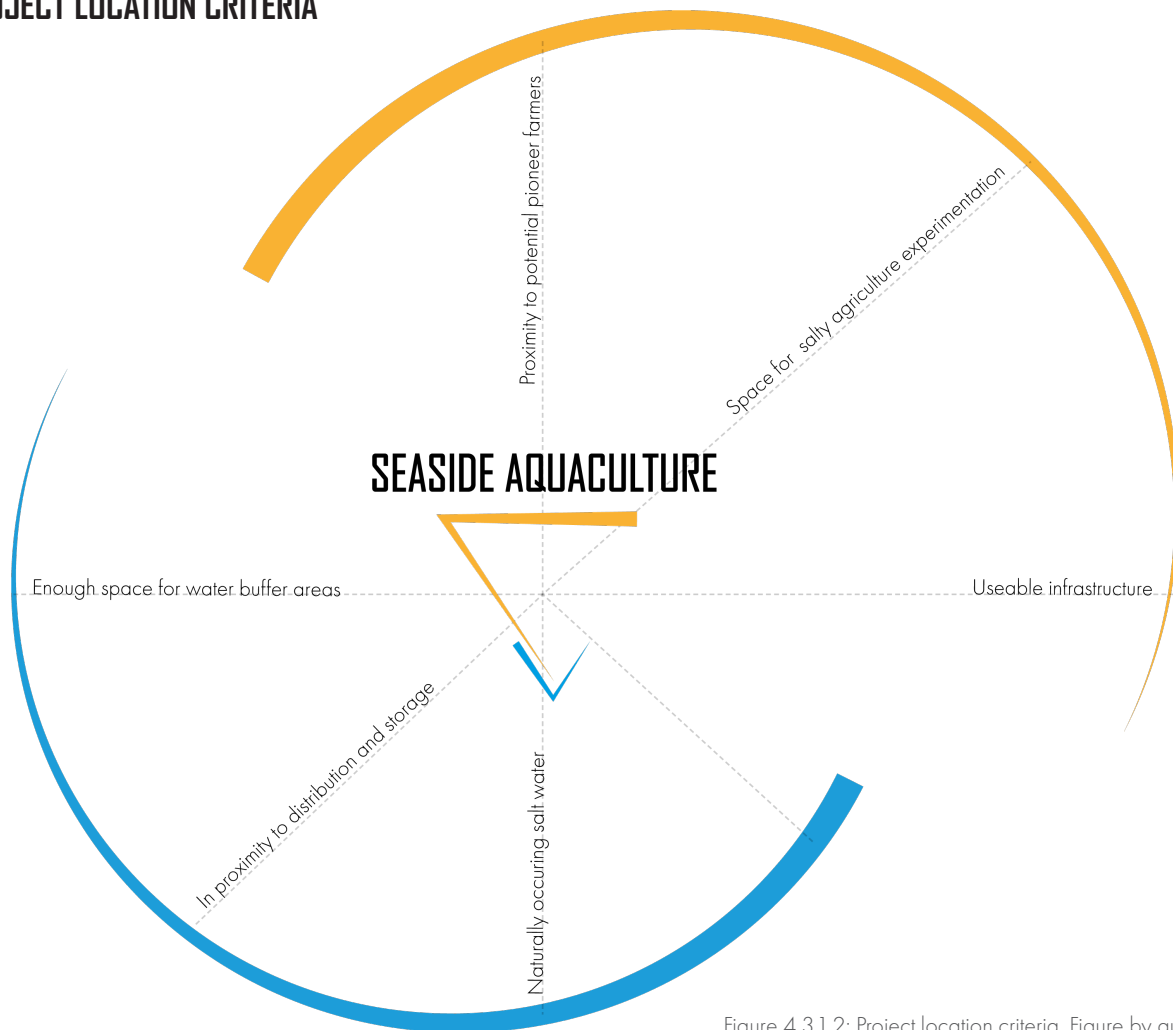 LOCATION CRITERIA
Proximity to potential pioneer farmers
Space for salty agriculture experimentation
SEASIDE AQUACULTURE
Enough space for water buffer areas
Useable infrastructure
In proximity to distribution and storage
Naturally occuring salt water
Figure 4.3.1.2: Project location criteria. Figure by